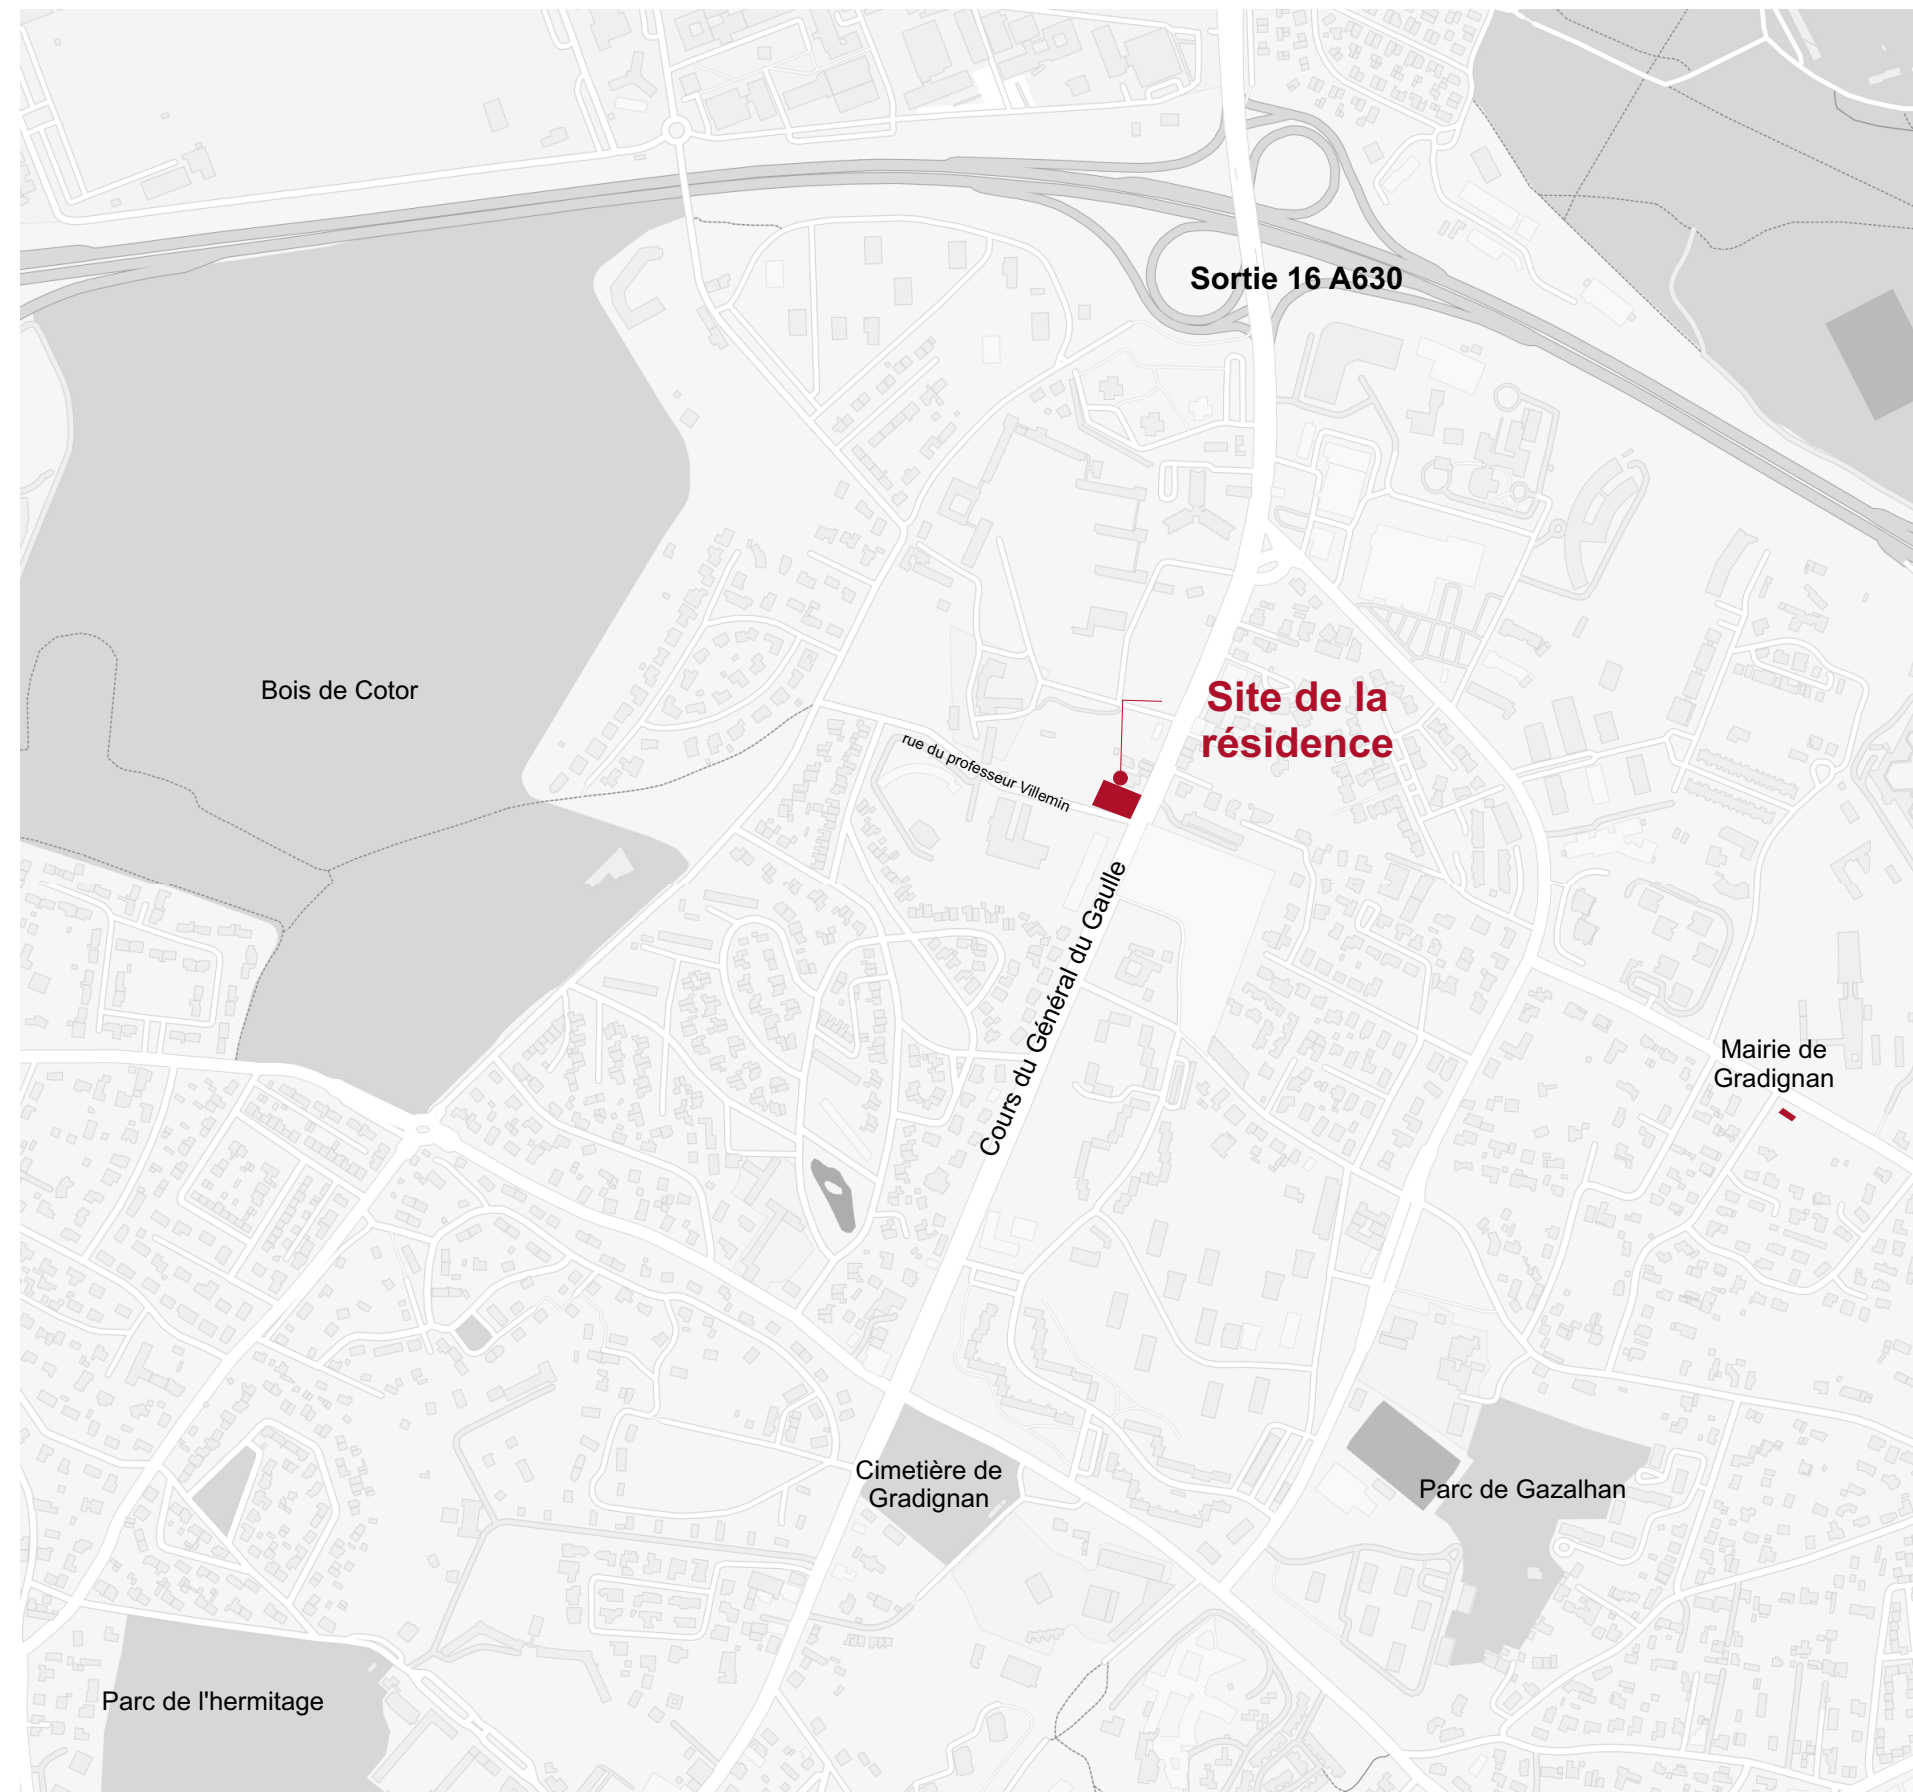 Sortie 16 A630
Bois de Cotor
Site de la
résidence
rue du professeur Villemin
Cours du Général du Gaulle
Mairie de
Gradignan
Cimetière de
Gradignan
Parc de Gazalhan
Parc de l'hermitage